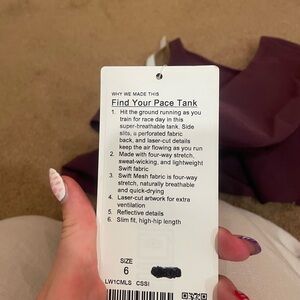 WHY WE MADE THIS
Find Your Pace Tank
1. Hit the ground running as you
train for race day in this
super-breathable tank. Side
slits, a perforated fabric
back, and laser-cut details
keep the air flowing as you run
2. Made with four-way stretch,
sweat-wicking, and lightweight
Swift fabric
3. Swift Mesh fabric is four-way
stretch, naturally breathable
and quick-drying
4. Laser-cut artwork for extra
ventilation
5. Reflective details
6. Slim fit, high-hip length
SIZE
6
LW1CMLS CSSI